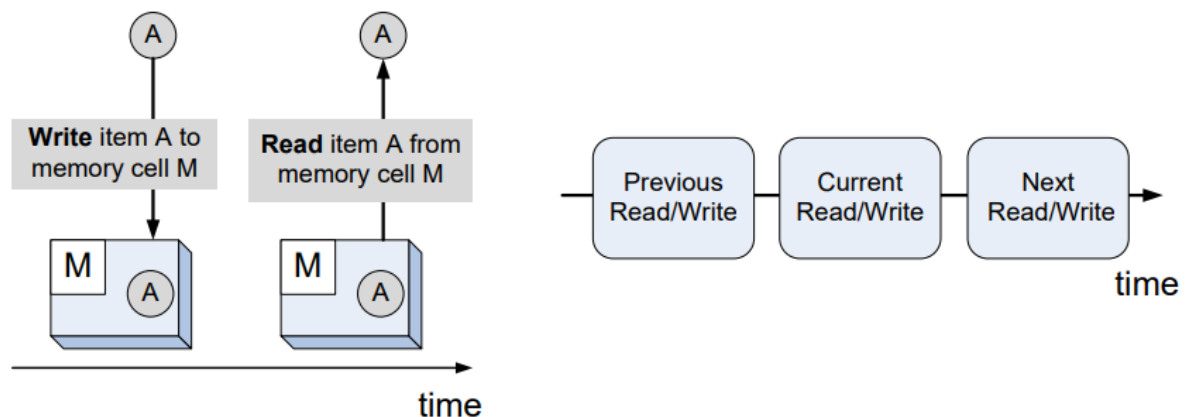 A
Write item A to
memory cell M
M
A
A
Read item A from
memory cell M
M
A
time
Previous
Read/Write
Current
Read/Write
Next
Read/Write
time